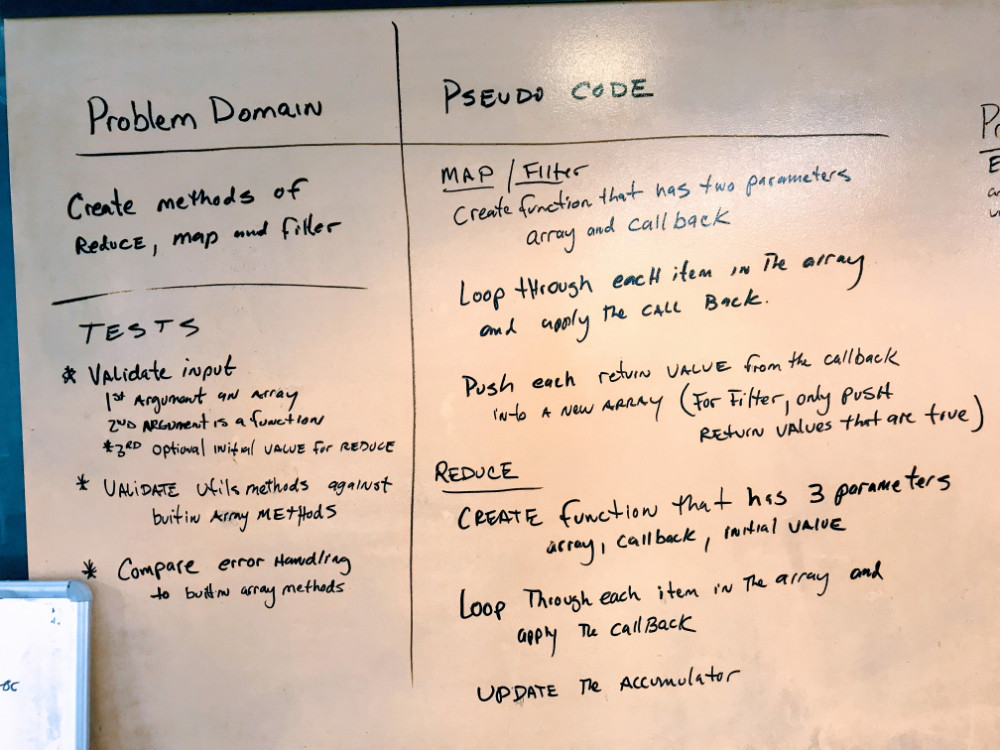 Problem Domain
Create methods of
REDUCE, map and filter
TESTS
* Validate input
1st Argument an Array
2ND ARGUMENT is a function
*3RD optional initial VALUE for REDUCE
* VALIDATE utils methods against
builtin Array METHODS
* Compare error Handling
to builtin array methods
PSEUDO CODE
MAP / Filter
Create function that has two parameters
array and callback
Loop through each item in The array
and apply the CALL BACK.
Push each return VALUE from the callback
into A new ARRAY (For Filter, only PUSH
RETURN VALUES that are true)
REDUCE
CREATE function that has 3 parameters
array, callback, initial VALUE
Loop Through each item in The array and
apply The callBACK
UPDATE The Accumulator